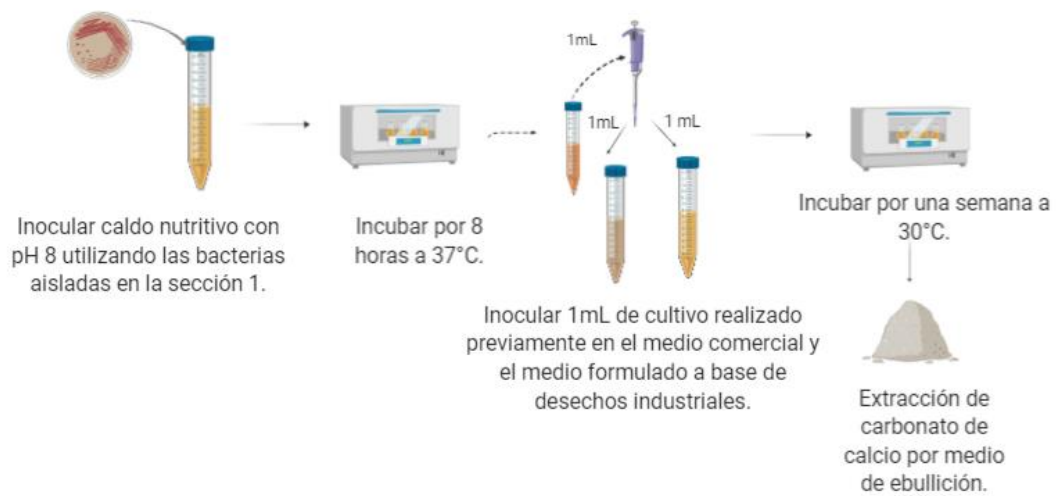 Inocular caldo nutritivo con
pH 8 utilizando las bacterias
aisladas en la sección 1.
Incubar por 8
horas a 37°C.
1mL
1mL
1 mL
Inocular 1mL de cultivo realizado
previamente en el medio comercial y
el medio formulado a base de
desechos industriales.
Incubar por una semana a
30°C.
Extracción de
carbonato de
calcio por medio
de ebullición.